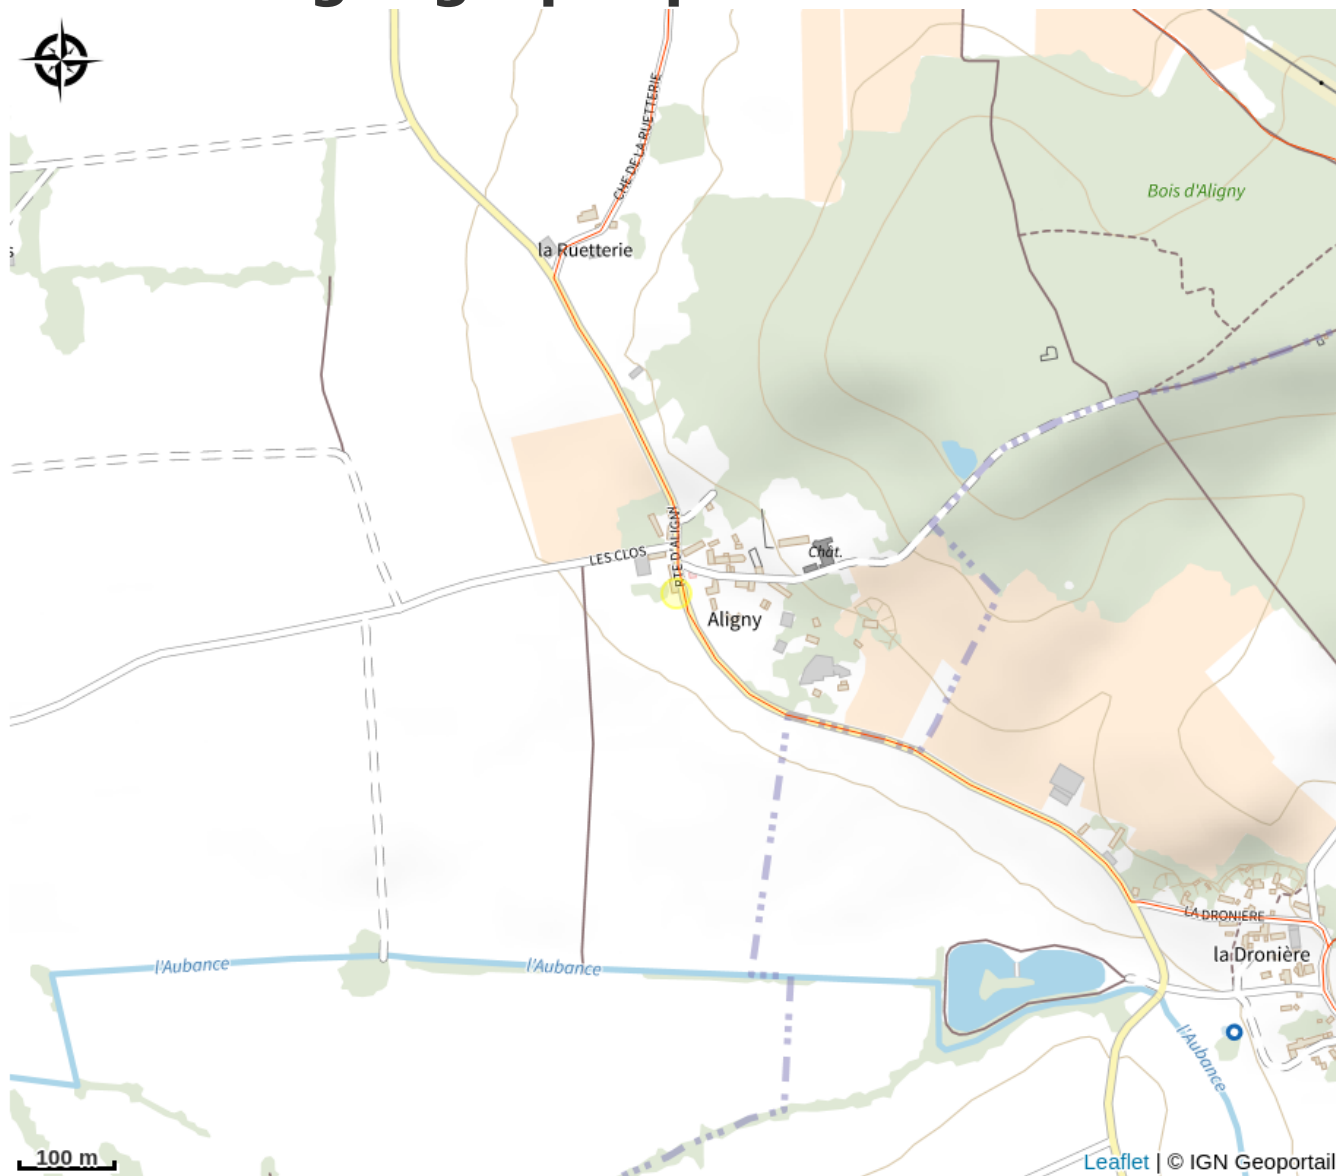 CHE DE LA RUETTERIE
Bois d'Aligny
la Ruetterie
RTE D'ALIGNY
LES CLOS
Chât.
Aligny
LA DRONIERE
la Dronière
l'Aubance
l'Aubance
l'Aubance
100 m
Leaflet | © IGN Geoportail